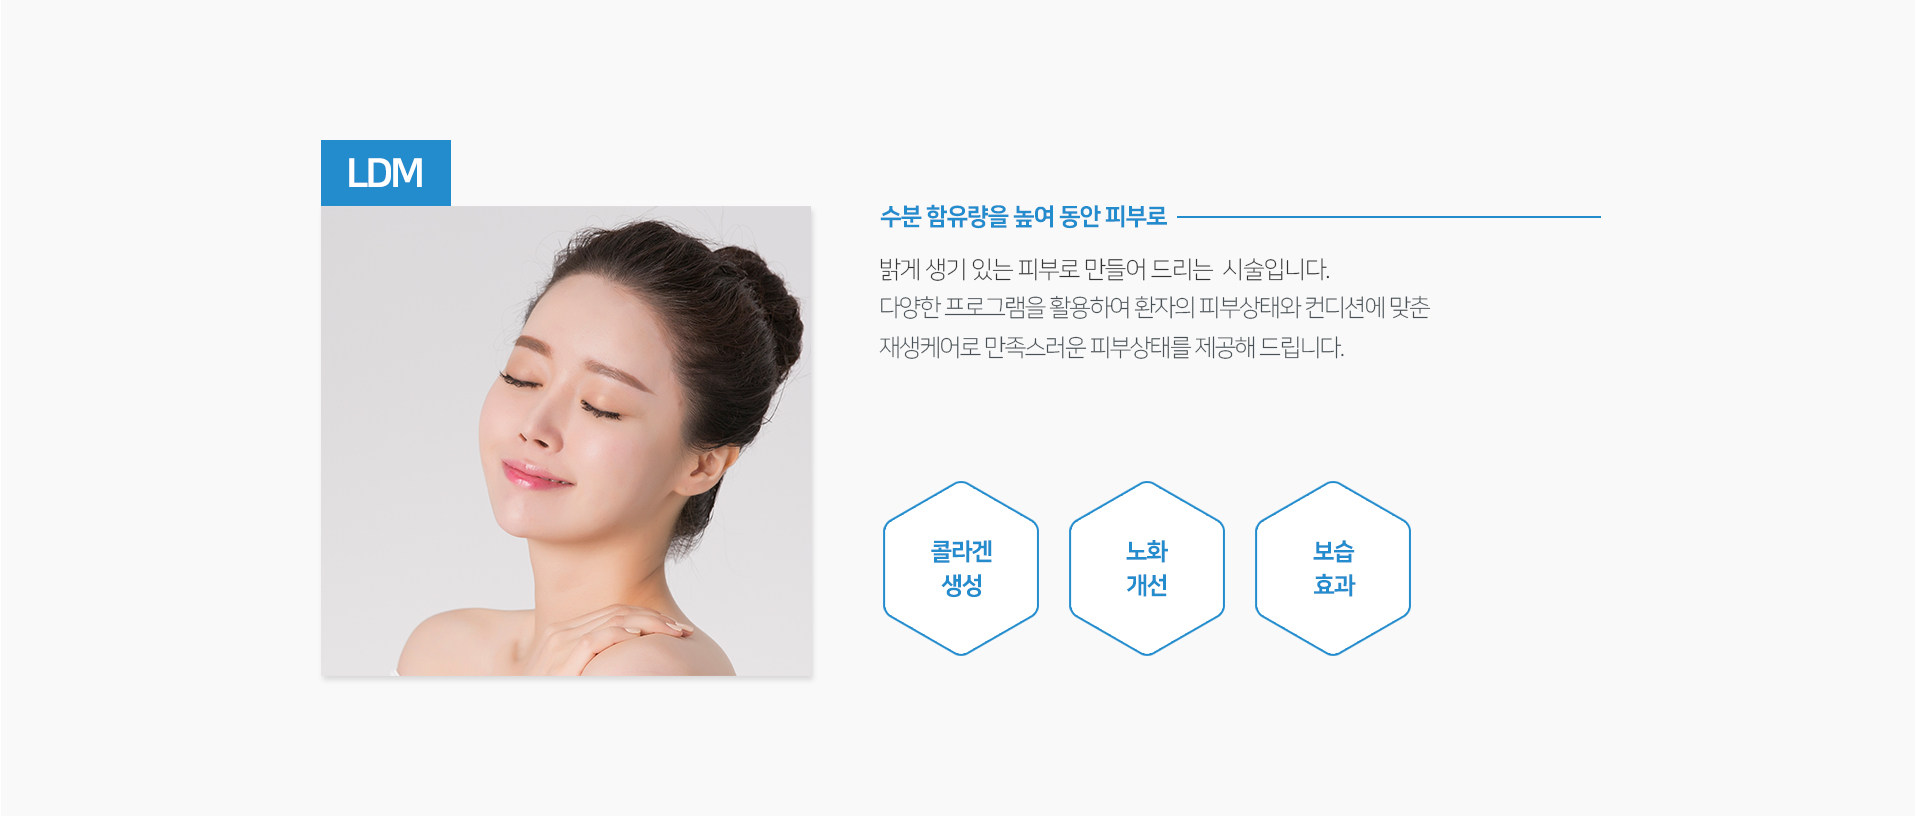 LDM
수분 함유량을 높여 동안 피부로
밝게 생기 있는 피부로 만들어 드리는 시술입니다.
다양한 프로그램을 활용하여 환자의 피부상태와 컨디션에 맞춘
재생케어로 만족스러운 피부상태를 제공해 드립니다.
콜라겐
생성
노화
개선
보습
효과